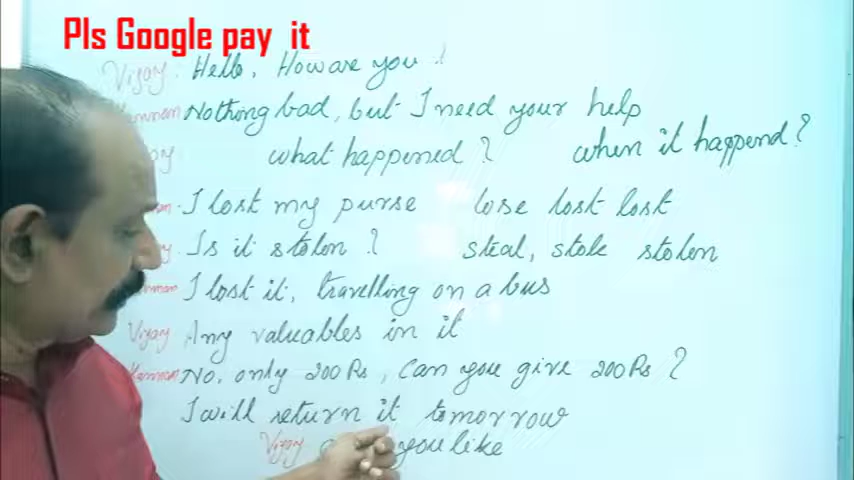 Pls Google pay it
Vijay: Hello, How are you?
Nothing bad, but I need your help
what happened? when it happend?
I lost my purse lose lost lost
Is it stolen? steal, stole stolen
I lost it, travelling on a bus
Vijay Any valuables in it
Kannan No, only 200 Rs, Can you give 200 Rs?
I will return it tomorrow
Vijay you like